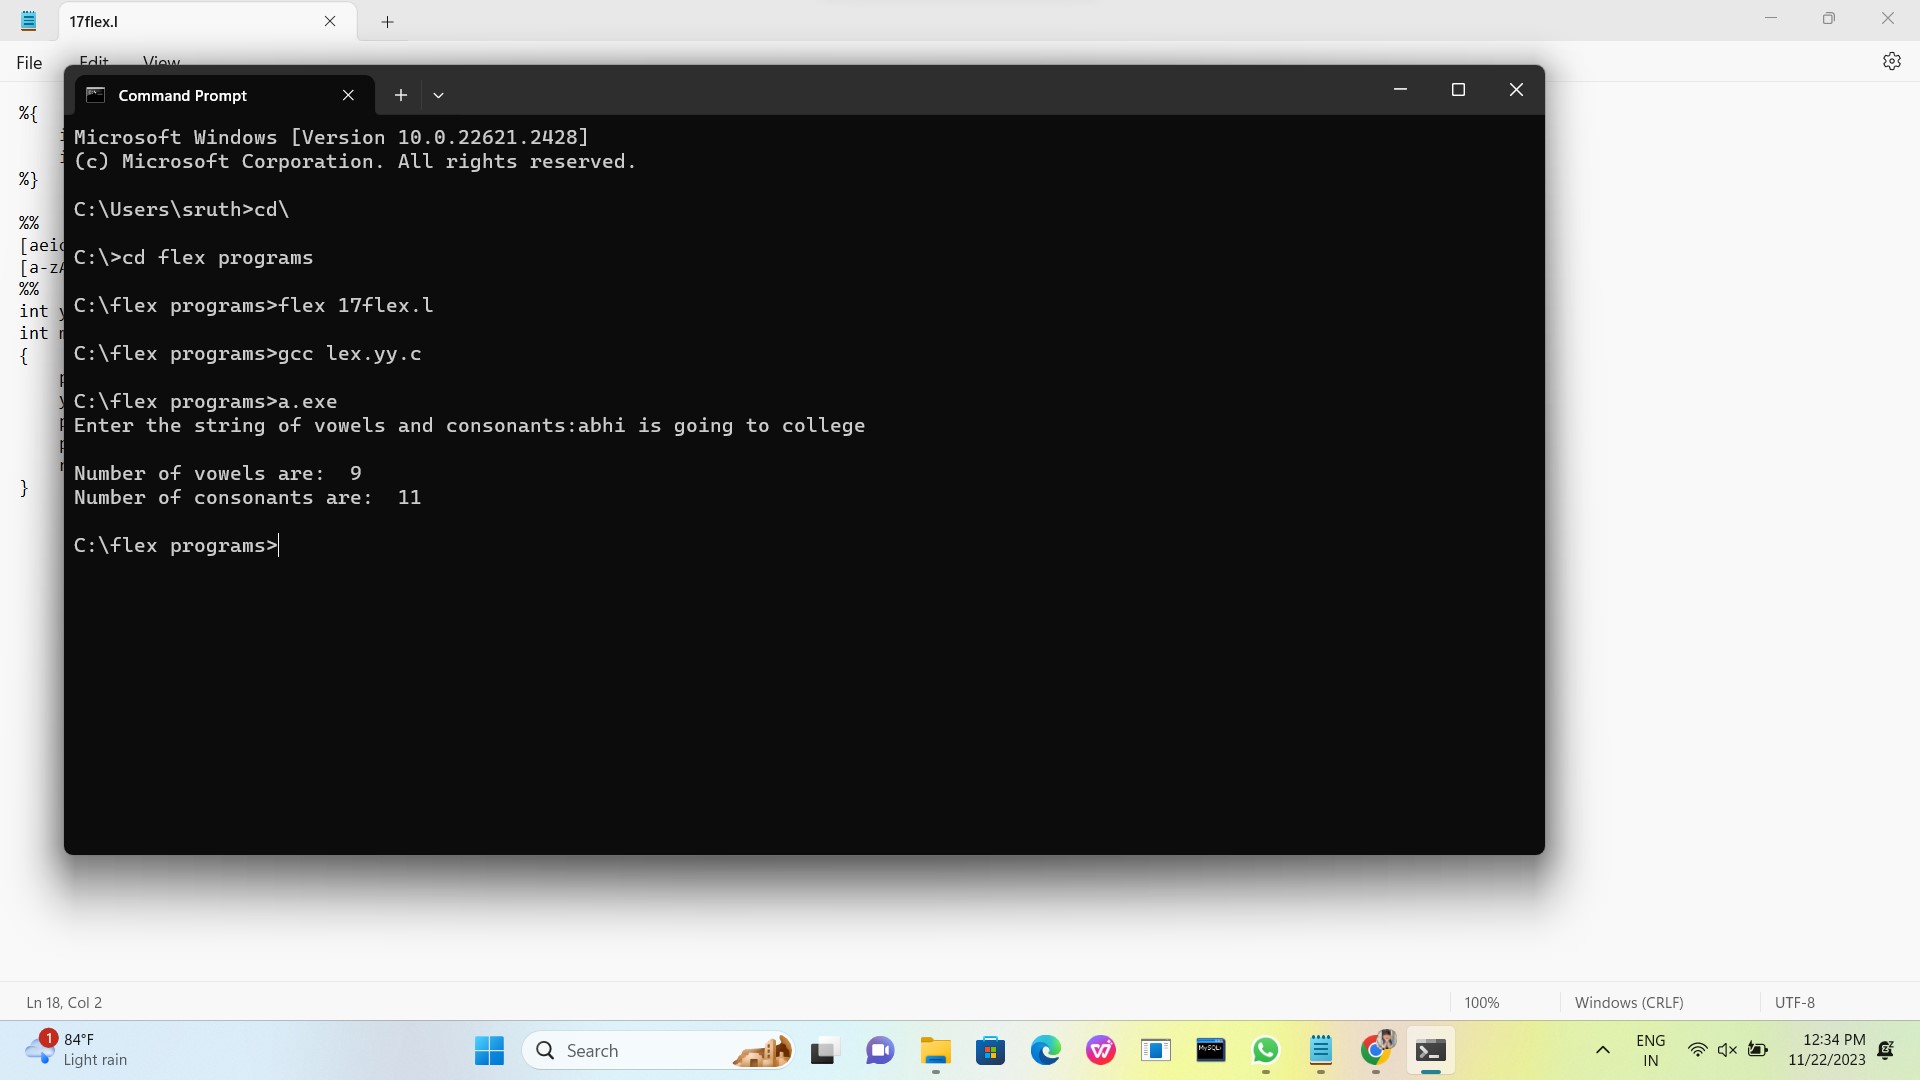 17flex.l
File Edit View
Command Prompt
%{
%}
%%
[aeio
[a-zA
%%
int y
int m
{
}
Microsoft Windows [Version 10.0.22621.2428]
(c) Microsoft Corporation. All rights reserved.
C:\Users\sruth>cd\
C:\>cd flex programs
C:\flex programs>flex 17flex.l
C:\flex programs>gcc lex.yy.c
C:\flex programs>a.exe
Enter the string of vowels and consonants:abhi is going to college
Number of vowels are:  9
Number of consonants are:  11
C:\flex programs>
Ln 18, Col 2
100%
Windows (CRLF)
UTF-8
1
84°F
Light rain
Search
MySQL
ENG
IN
12:34 PM
11/22/2023